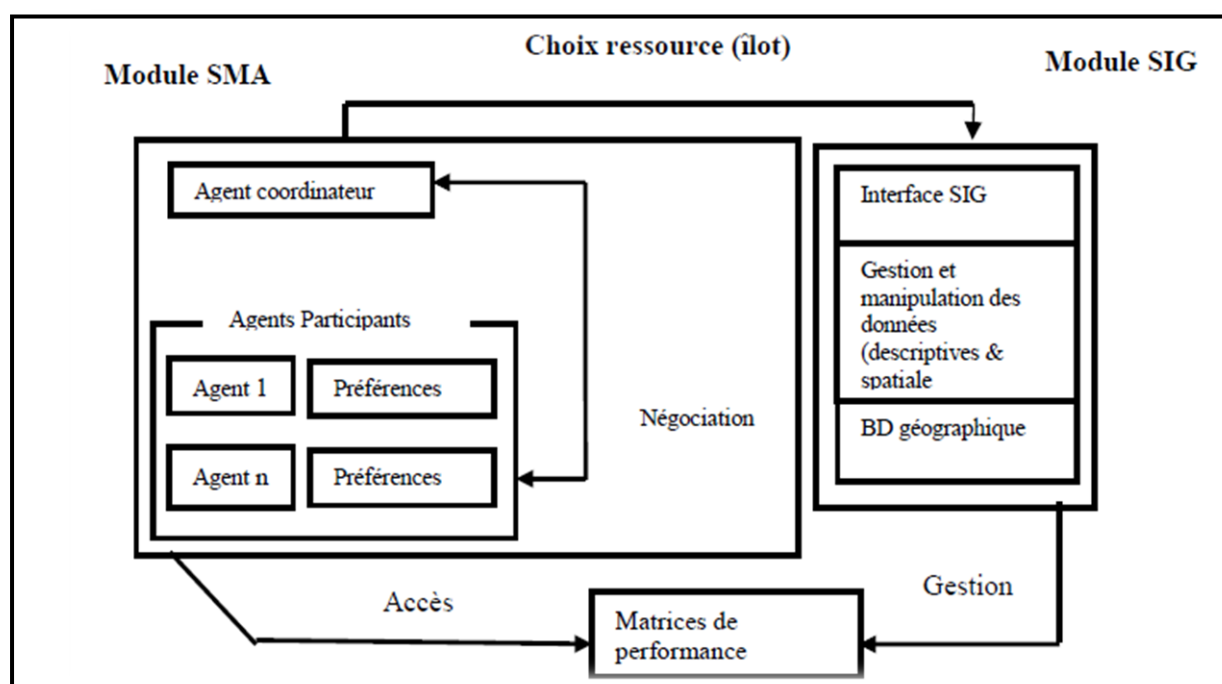 Choix ressource (îlot)
Module SMA
Module SIG
Agent coordinateur
Agents Participants
Agent 1
Préférences
Agent n
Préférences
Négociation
Interface SIG
Gestion et
manipulation des
données
(descriptives &
spatiale
BD géographique
Accès
Gestion
Matrices de
performance